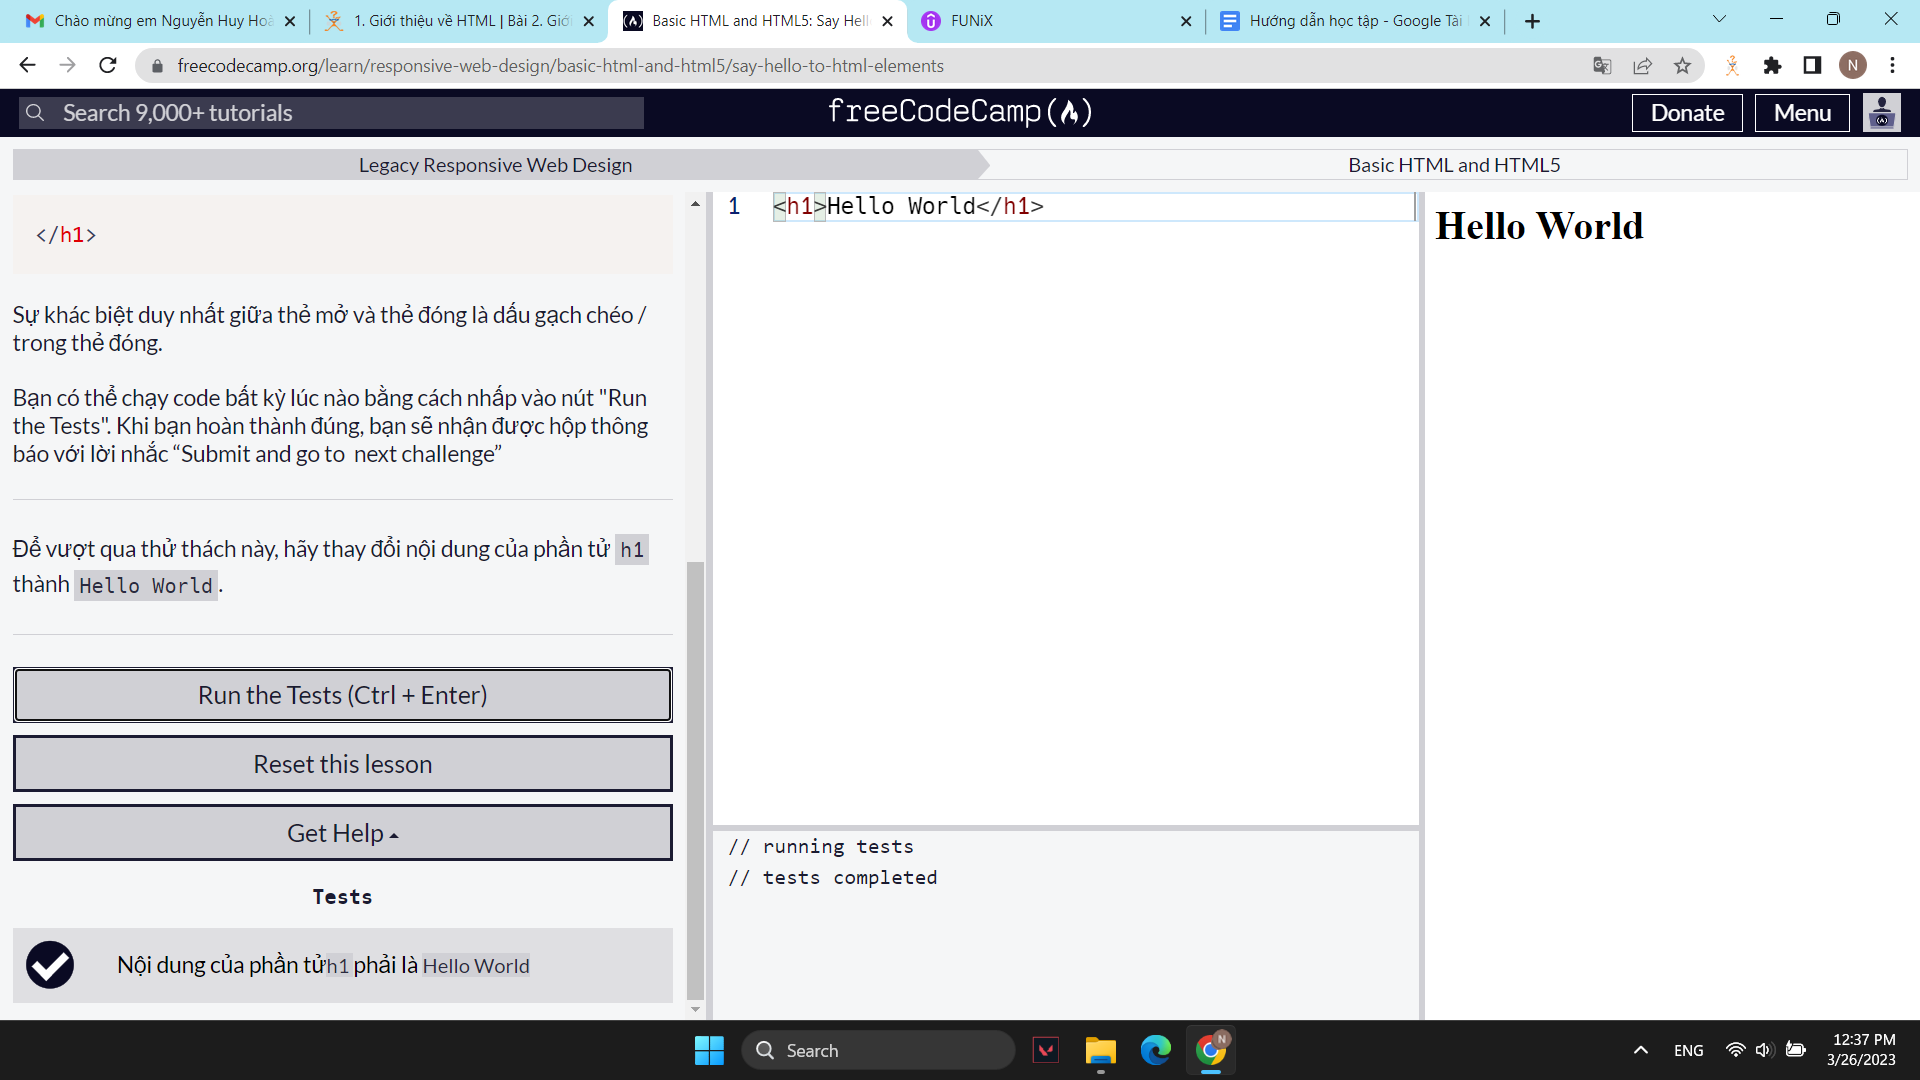 Chào mừng em Nguyễn Huy Hoà
1. Giới thiệu về HTML | Bài 2. Giới
Basic HTML and HTML5: Say Hell
FUNiX
Hướng dẫn học tập - Google Tài
freecodecamp.org/learn/responsive-web-design/basic-html-and-html5/say-hello-to-html-elements
N
Search 9,000+ tutorials
freeCodeCamp
Donate
Menu
Legacy Responsive Web Design
Basic HTML and HTML5
</h1>
Sự khác biệt duy nhất giữa thẻ mở và thẻ đóng là dấu gạch chéo /
trong thẻ đóng.
Bạn có thể chạy code bất kỳ lúc nào bằng cách nhấp vào nút "Run
the Tests". Khi bạn hoàn thành đúng, bạn sẽ nhận được hộp thông
báo với lời nhắc “Submit and go to next challenge”
Để vượt qua thử thách này, hãy thay đổi nội dung của phần tử h1
thành Hello World.
Run the Tests (Ctrl + Enter)
Reset this lesson
Get Help
Tests
Nội dung của phần tử h1 phải là Hello World
1 <h1>Hello World</h1>
// running tests
// tests completed
Hello World
Search
N
ENG
12:37 PM
3/26/2023